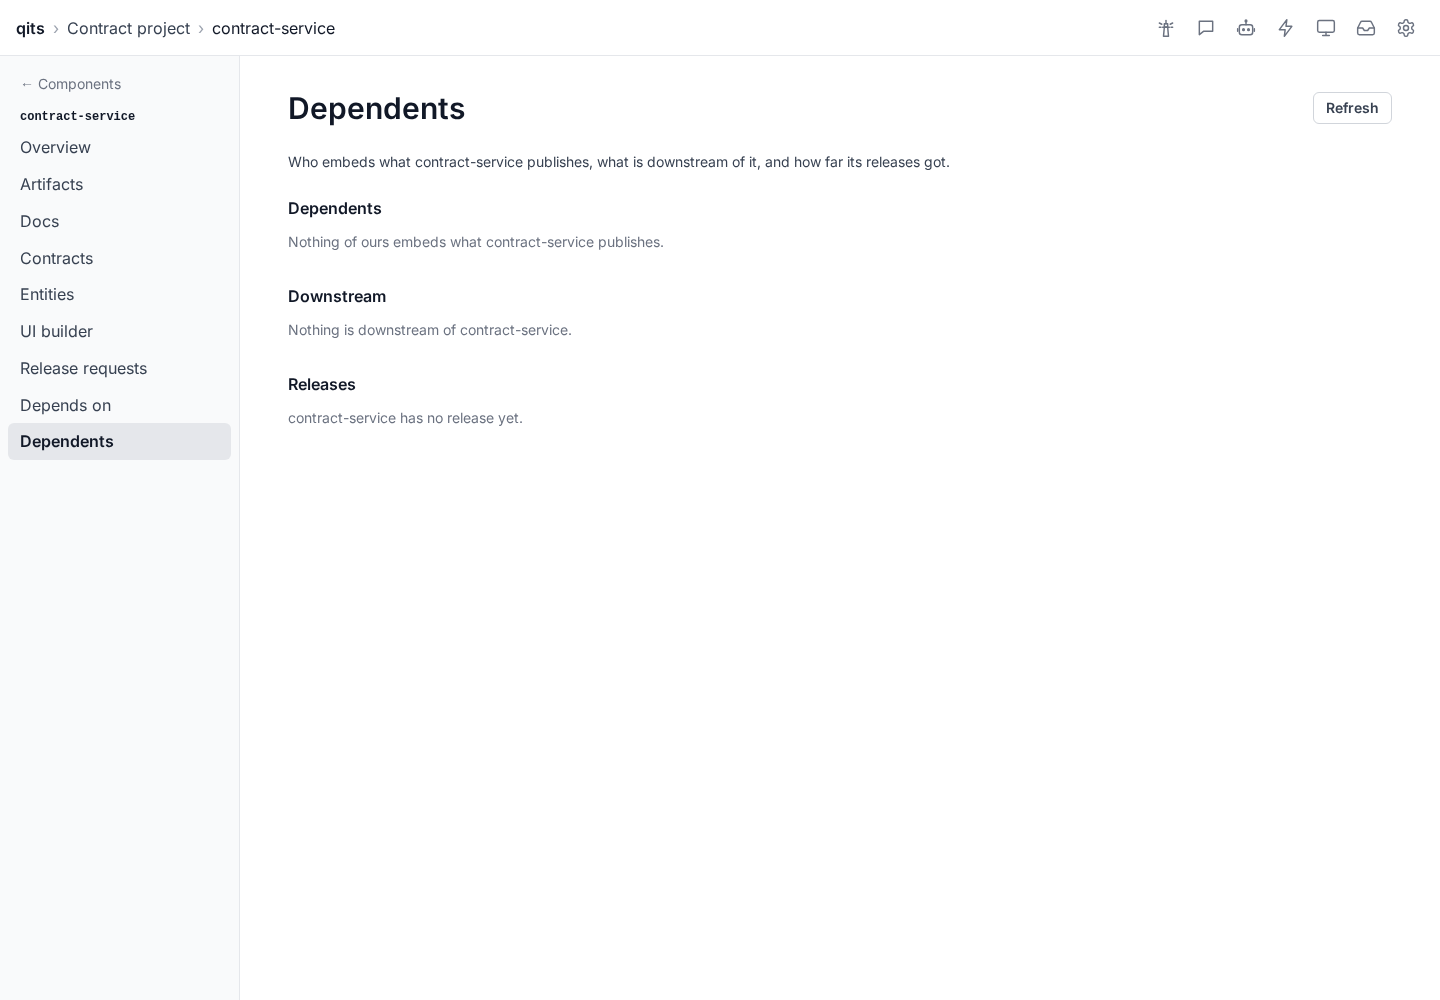 qits › Contract project › contract-service
← Components
contract-service
Overview
Artifacts
Docs
Contracts
Entities
UI builder
Release requests
Depends on
Dependents
Dependents
Refresh
Who embeds what contract-service publishes, what is downstream of it, and how far its releases got.
Dependents
Nothing of ours embeds what contract-service publishes.
Downstream
Nothing is downstream of contract-service.
Releases
contract-service has no release yet.